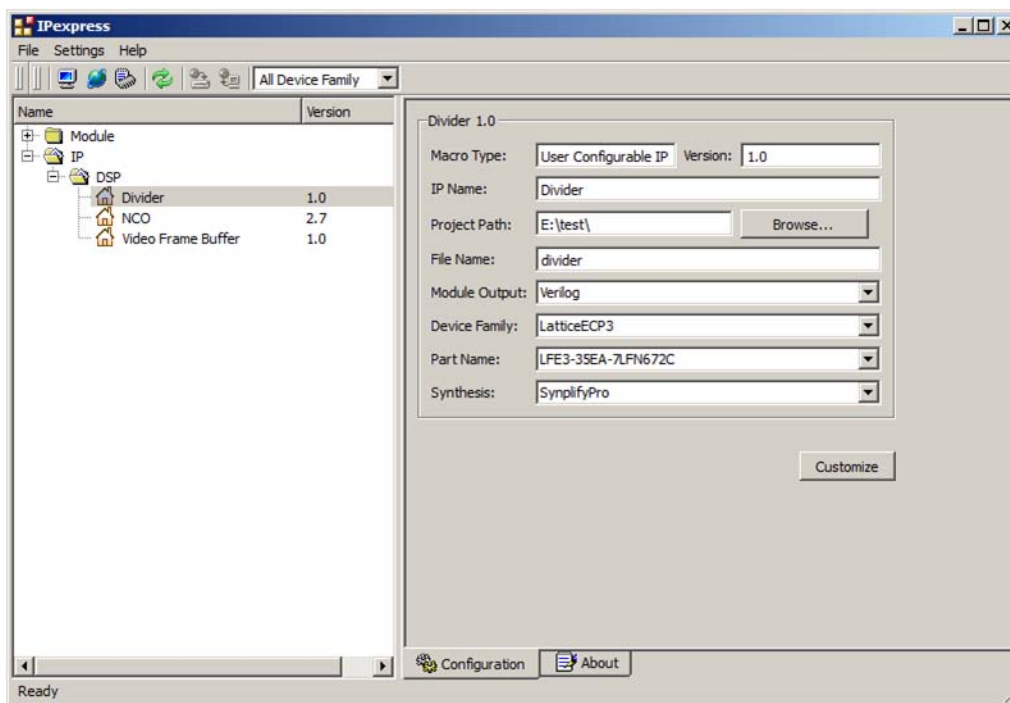 IPexpress
File Settings Help
All Device Family
Name Version
Module
IP
DSP
Divider 1.0
NCO 2.7
Video Frame Buffer 1.0
Divider 1.0
Macro Type: User Configurable IP Version: 1.0
IP Name: Divider
Project Path: E:\test\ Browse...
File Name: divider
Module Output: Verilog
Device Family: LatticeECP3
Part Name: LFE3-35EA-7LFN672C
Synthesis: SynplifyPro
Customize
Configuration About
Ready